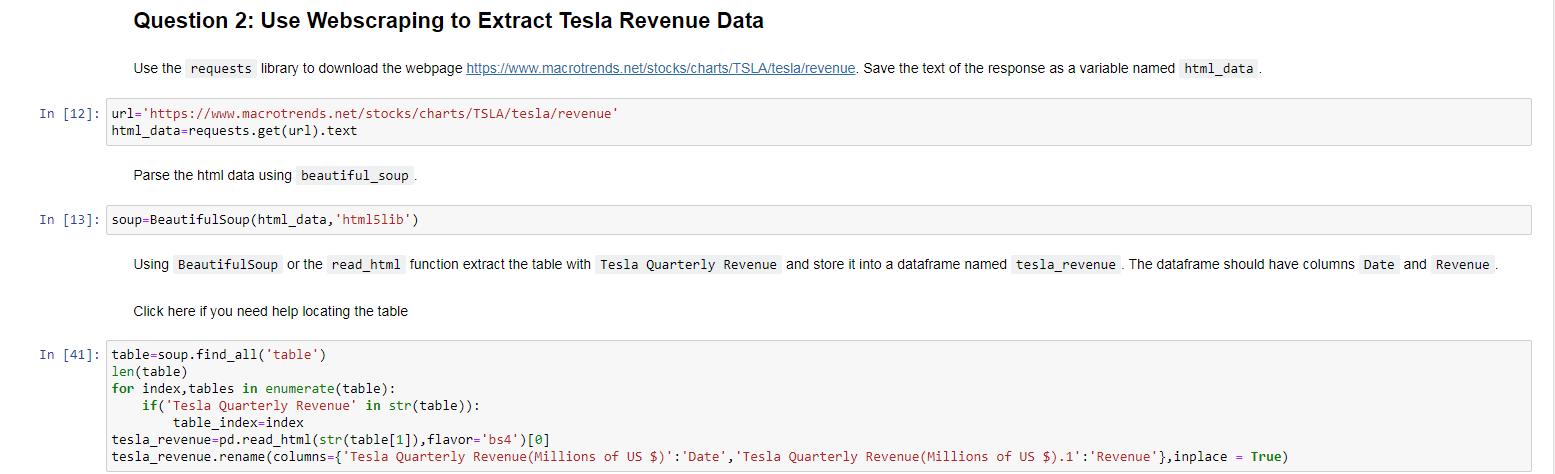 Question 2: Use Webscraping to Extract Tesla Revenue Data
Use the requests library to download the webpage https://www.macrotrends.net/stocks/charts/TSLA/tesla/revenue. Save the text of the response as a variable named html_data.
In [12]: url='https://www.macrotrends.net/stocks/charts/TSLA/tesla/revenue'
html_data=requests.get(url).text
Parse the html data using beautiful_soup.
In [13]: soup=BeautifulSoup(html_data,'html5lib')
Using BeautifulSoup or the read_html function extract the table with Tesla Quarterly Revenue and store it into a dataframe named tesla_revenue. The dataframe should have columns Date and Revenue.
Click here if you need help locating the table
In [41]: table=soup.find_all('table')
len(table)
for index,tables in enumerate(table):
    if('Tesla Quarterly Revenue' in str(table)):
        table_index=index
tesla_revenue=pd.read_html(str(table[1]),flavor='bs4')[0]
tesla_revenue.rename(columns={'Tesla Quarterly Revenue(Millions of US $)':'Date','Tesla Quarterly Revenue(Millions of US $).1':'Revenue'},inplace = True)